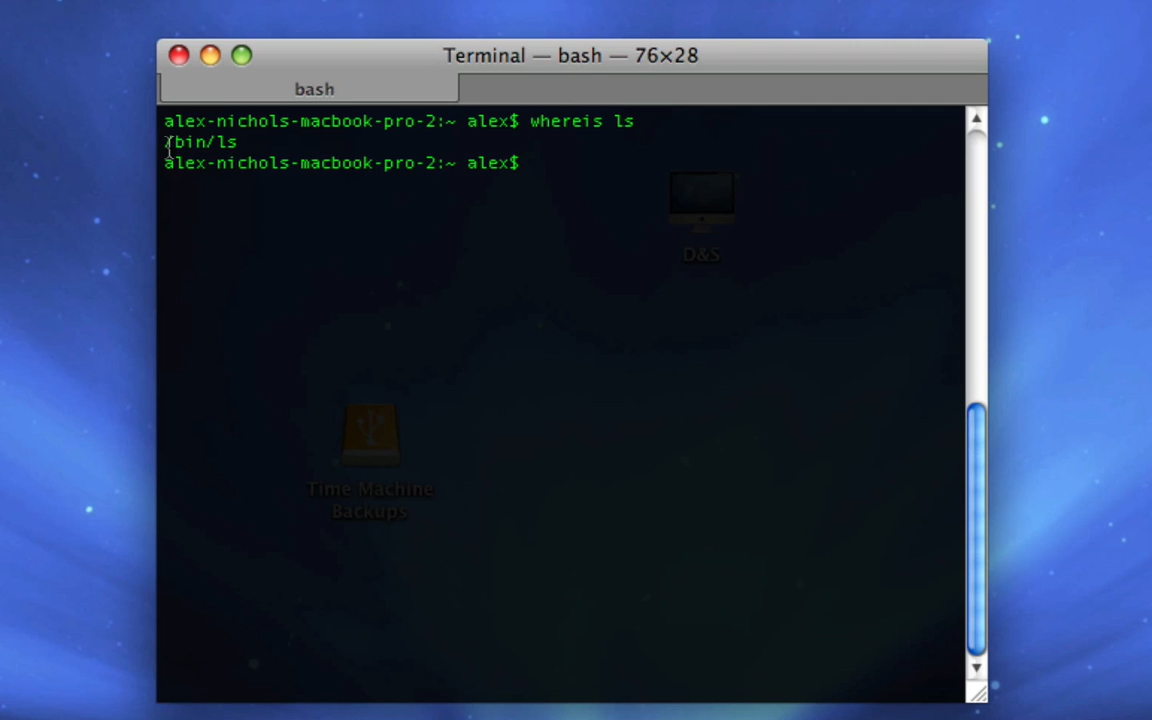 Terminal — bash — 76×28
bash
alex-nichols-macbook-pro-2:~ alex$ whereis ls
/bin/ls
alex-nichols-macbook-pro-2:~ alex$
D&S
Time Machine
Backups